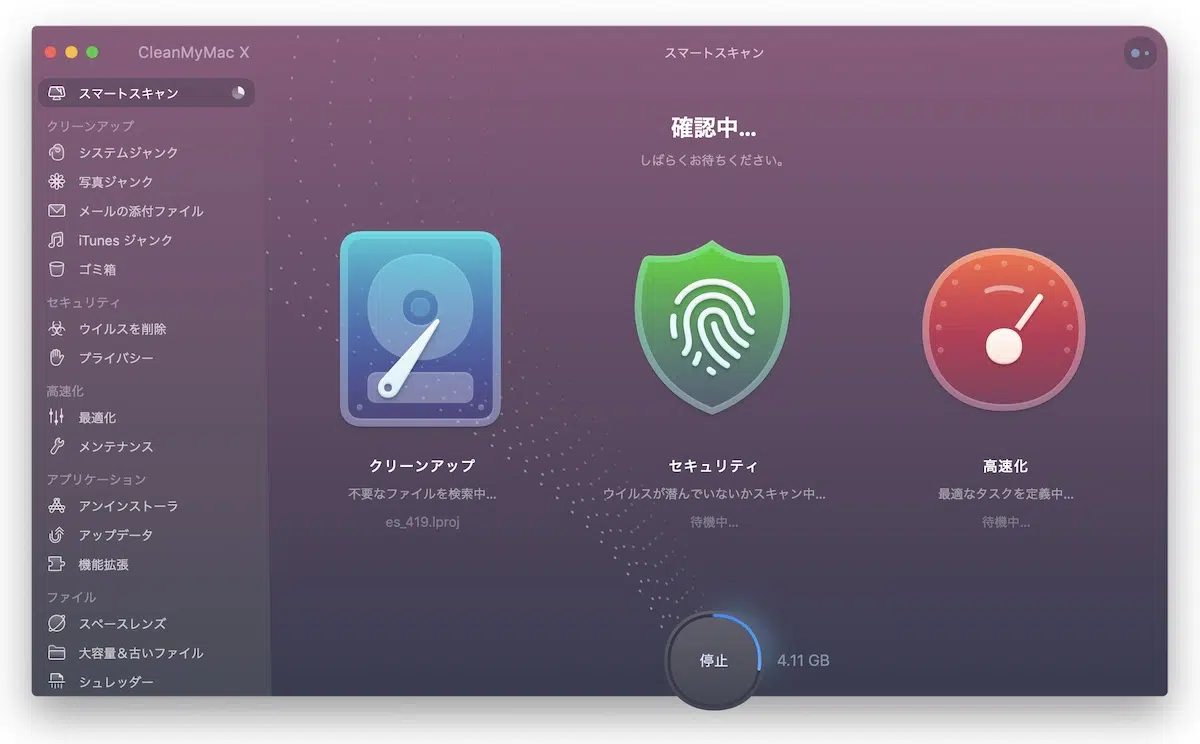 CleanMyMac X
スマートスキャン
スマートスキャン
クリーンアップ
システムジャンク
写真ジャンク
メールの添付ファイル
iTunes ジャンク
ゴミ箱
セキュリティ
ウイルスを削除
プライバシー
高速化
最適化
メンテナンス
アプリケーション
アンインストーラ
アップデータ
機能拡張
ファイル
スペースレンズ
大容量&古いファイル
シュレッダー
確認中...
しばらくお待ちください。
クリーンアップ
不要なファイルを検索中...
es_419.lproj
セキュリティ
ウイルスが潜んでいないかスキャン中...
待機中...
高速化
最適なタスクを定義中...
待機中...
停止
4.11 GB